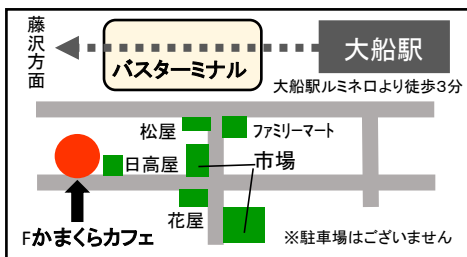 藤沢方面
大船駅
バスターミナル
大船駅ルミネ口より徒歩3分
松屋
ファミリーマート
日高屋
市場
花屋
Fかまくらカフェ
※駐車場はございません